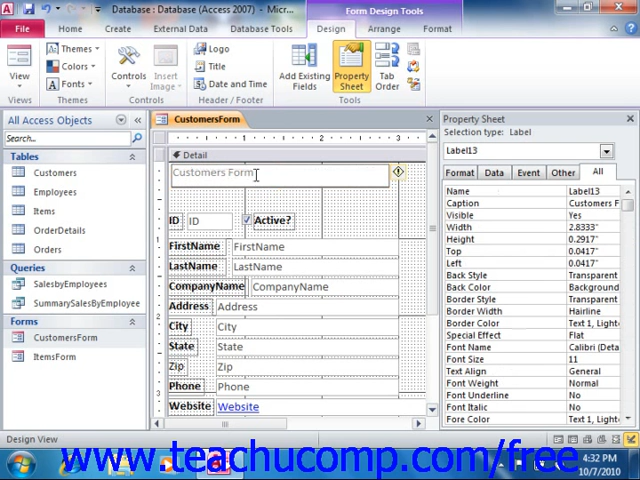 Database : Database (Access 2007) - Micr...
Form Design Tools
File
Home
Create
External Data
Database Tools
Design
Arrange
Format
View
Themes
Colors
Fonts
Controls
Insert
Image
Logo
Title
Date and Time
Add Existing
Fields
Property
Sheet
Tab
Order
Views
Themes
Controls
Header / Footer
Tools
All Access Objects
Search...
Tables
Customers
Employees
Items
OrderDetails
Orders
Queries
SalesbyEmployees
SummarySalesByEmployee
Forms
CustomersForm
ItemsForm
CustomersForm
1
2
3
Detail
Customers Form
ID
ID
Active?
FirstName
FirstName
LastName
LastName
CompanyName
CompanyName
Address
Address
City
City
State
State
Zip
Zip
Phone
Phone
Website
Website
Property Sheet
Selection type: Label
Label13
Format
Data
Event
Other
All
Name Label13
Caption Customers F
Visible Yes
Width 2.8333"
Height 0.2917"
Top 0.0417"
Left 0.0417"
Back Style Transparent
Back Color Background
Border Style Transparent
Border Width Hairline
Border Color Text 1, Light
Special Effect Flat
Font Name Calibri (Deta
Font Size 11
Text Align General
Font Weight Normal
Font Underline No
Font Italic No
Fore Color Text 1, Light
Design View
www.teachucomp.com/free
4:32 PM
10/7/2010